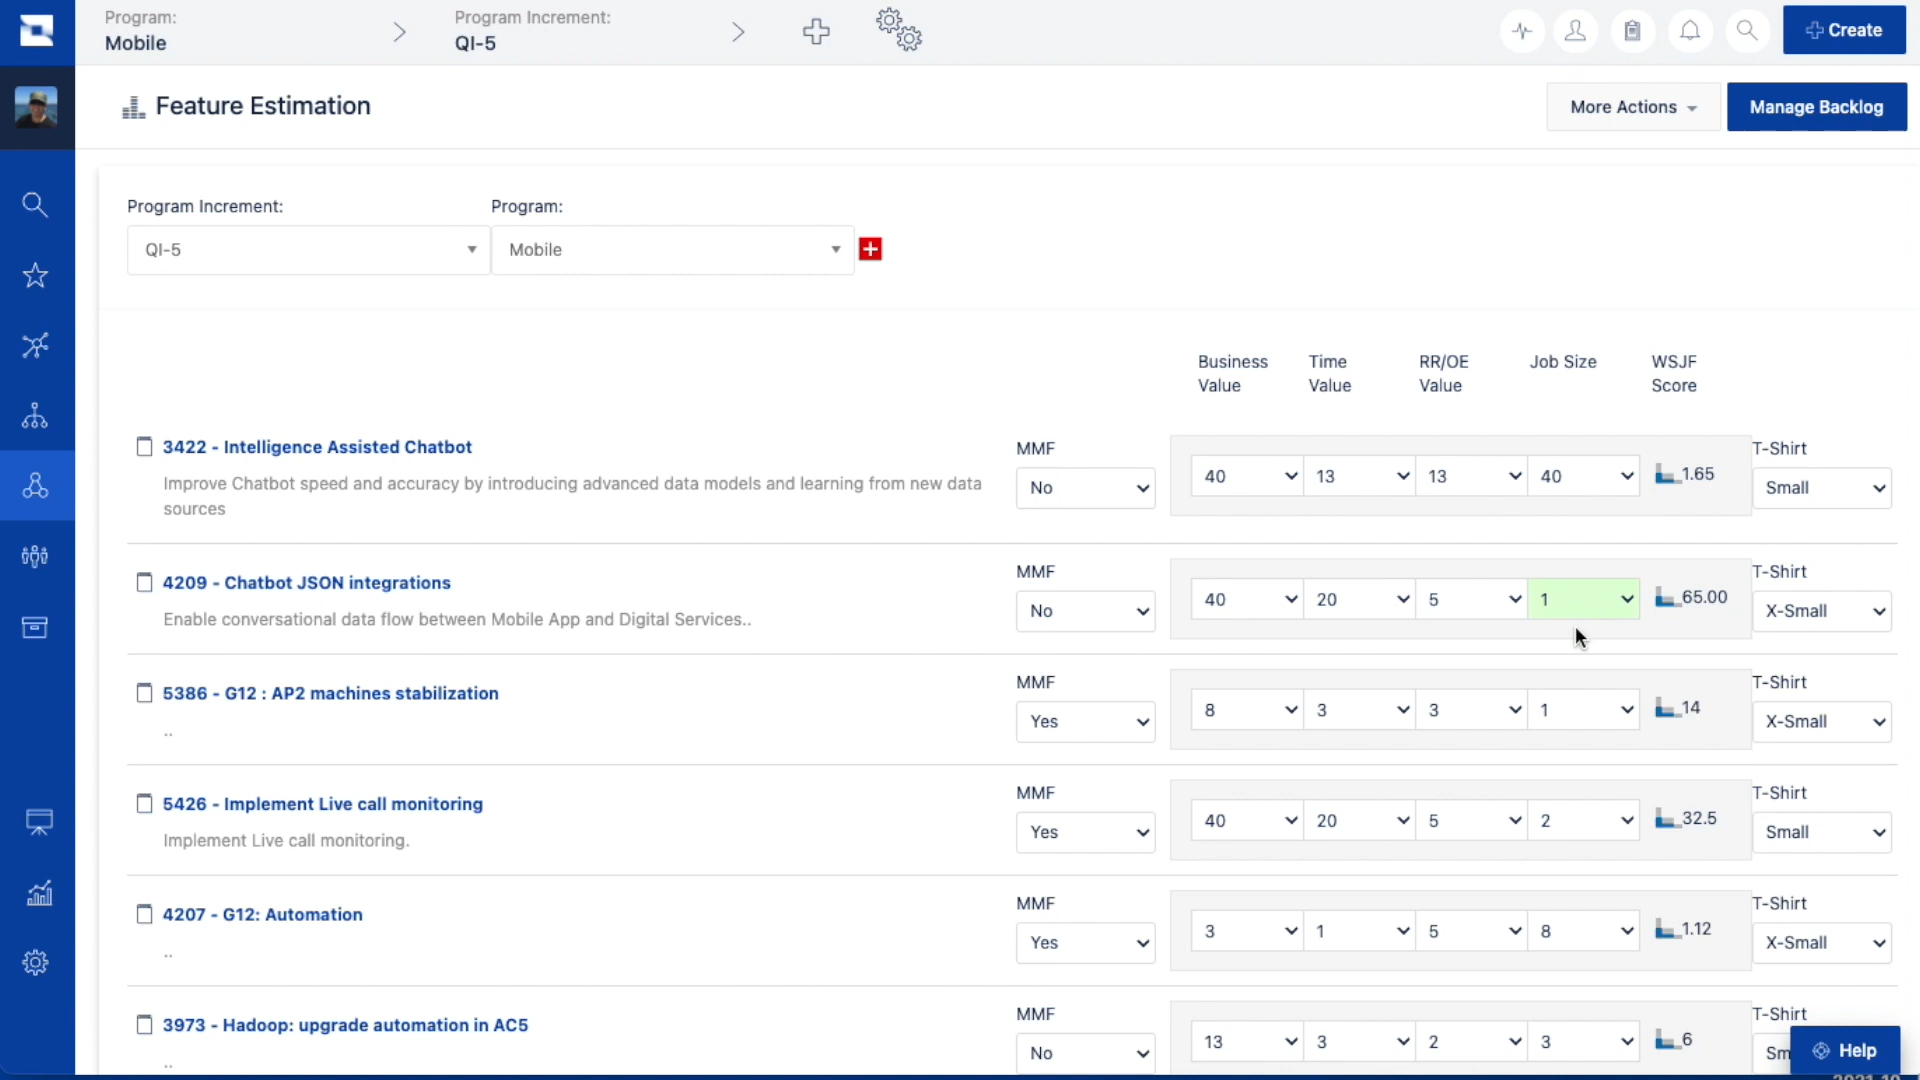 Program:
Mobile
Program Increment:
QI-5
Create
Feature Estimation
More Actions
Manage Backlog
Program Increment:
QI-5
Program:
Mobile
Business Value
Time Value
RR/OE Value
Job Size
WSJF Score
3422 - Intelligence Assisted Chatbot
Improve Chatbot speed and accuracy by introducing advanced data models and learning from new data
sources
MMF
No
40 13 13 40 1.65
T-Shirt
Small
4209 - Chatbot JSON integrations
Enable conversational data flow between Mobile App and Digital Services..
MMF
No
40 20 5 1 65.00
T-Shirt
X-Small
5386 - G12 : AP2 machines stabilization
..
MMF
Yes
8 3 3 1 14
T-Shirt
X-Small
5426 - Implement Live call monitoring
Implement Live call monitoring.
MMF
Yes
40 20 5 2 32.5
T-Shirt
Small
4207 - G12: Automation
..
MMF
Yes
3 1 5 8 1.12
T-Shirt
X-Small
3973 - Hadoop: upgrade automation in AC5
..
MMF
No
13 3 2 3 6
T-Shirt
Sm
Help